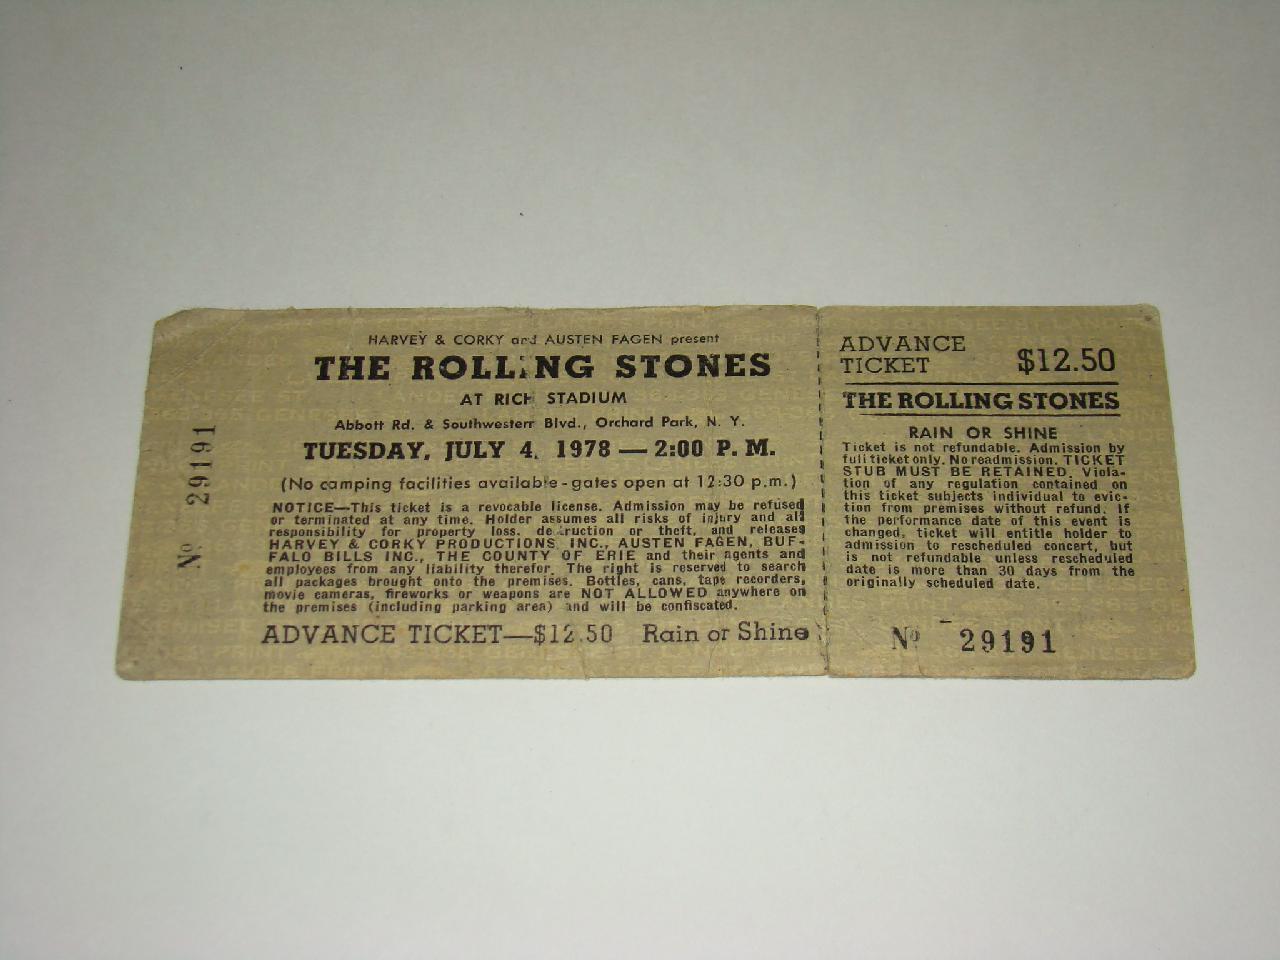 HARVEY & CORKY and AUSTEN FAGEN present
THE ROLLING STONES
AT RICH STADIUM
Abbott Rd. & Southwestern Blvd., Orchard Park, N. Y.
TUESDAY, JULY 4, 1978 — 2:00 P. M.
(No camping facilities available - gates open at 12:30 p.m.)
NOTICE—This ticket is a revocable license. Admission may be refused
or terminated at any time. Holder assumes all risks of injury and all
responsibility for property loss, destruction or theft, and releases
HARVEY & CORKY PRODUCTIONS INC., AUSTEN FAGEN, BUF-
FALO BILLS INC., THE COUNTY OF ERIE and their agents and
employees from any liability therefor. The right is reserved to search
all packages brought onto the premises. Bottles, cans, tape recorders,
movie cameras, fireworks or weapons are NOT ALLOWED anywhere on
the premises (including parking area) and will be confiscated.
ADVANCE TICKET—$12.50 Rain or Shine
Nº 29191
ADVANCE
TICKET $12.50
THE ROLLING STONES
RAIN OR SHINE
Ticket is not refundable. Admission by
full ticket only. No readmission. TICKET
STUB MUST BE RETAINED. Viola-
tion of any regulation contained on
this ticket subjects individual to evic-
tion from premises without refund. If
the performance date of this event is
changed, ticket will entitle holder to
admission to rescheduled concert, but
is not refundable unless rescheduled
date is more than 30 days from the
originally scheduled date.
Nº 29191